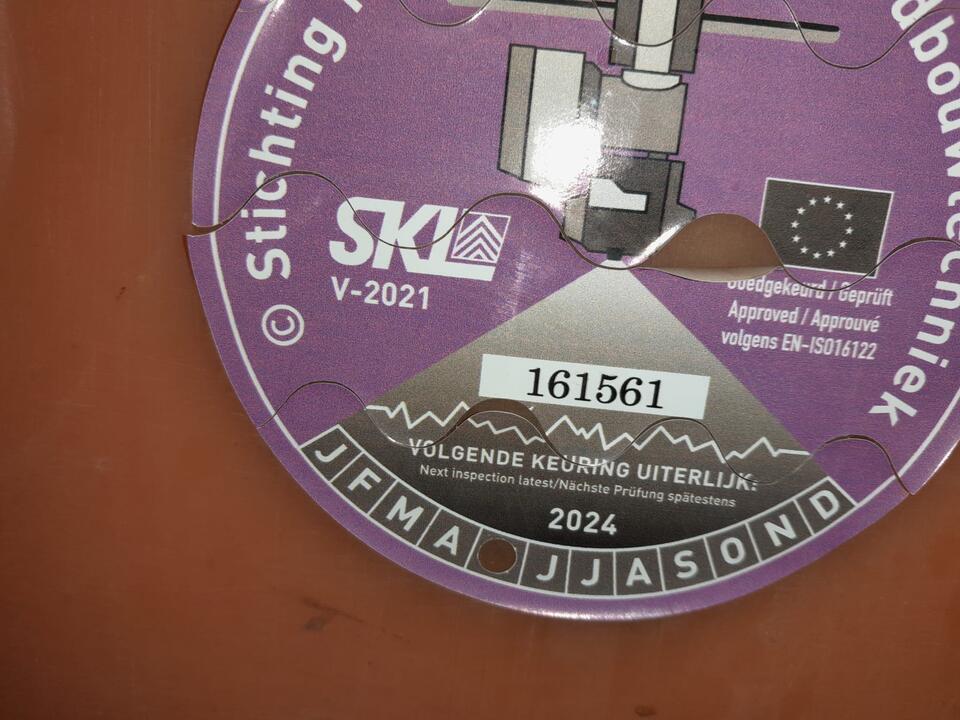 © Stichting
dbouwtechniek
SKL
V-2021
Goedgekeurd / Geprüft
Approved / Approuvé
volgens EN-ISO16122
161561
VOLGENDE KEURING UITERLIJK:
Next inspection latest/Nächste Prüfung spätestens
2024
J F M A J J A S O N D